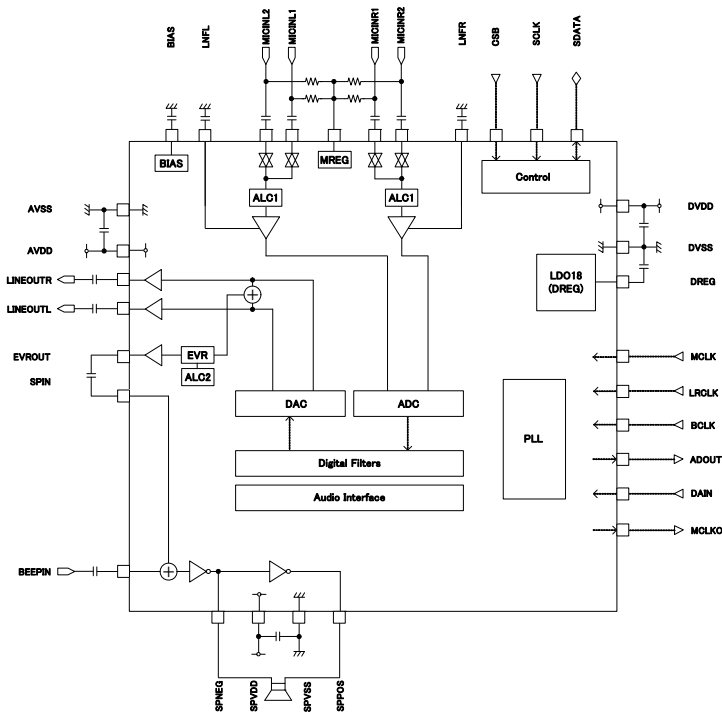 BIAS
LNFL
MICINL2
MICINL1
MICINR1
MICINR2
LNFR
CSB
SCLK
SDATA
BIAS
MREG
Control
ALC1
ALC1
AVSS
DVDD
AVDD
DVSS
LINEOUTR
LDO18
(DREG)
DREG
LINEOUTL
EVROUT
EVR
MCLK
SPIN
ALC2
LRCLK
DAC
ADC
BCLK
PLL
Digital Filters
ADOUT
Audio Interface
DAIN
MCLKO
BEEPIN
SPNEG
SPVDD
SPVSS
SPPOS